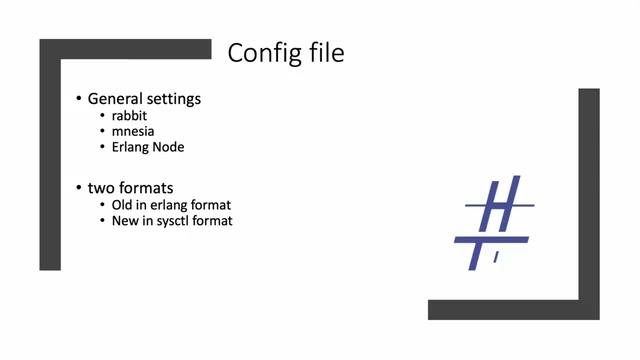 Config file
• General settings
• rabbit
• mnesia
• Erlang Node
• two formats
• Old in erlang format
• New in sysctl format
H
T I